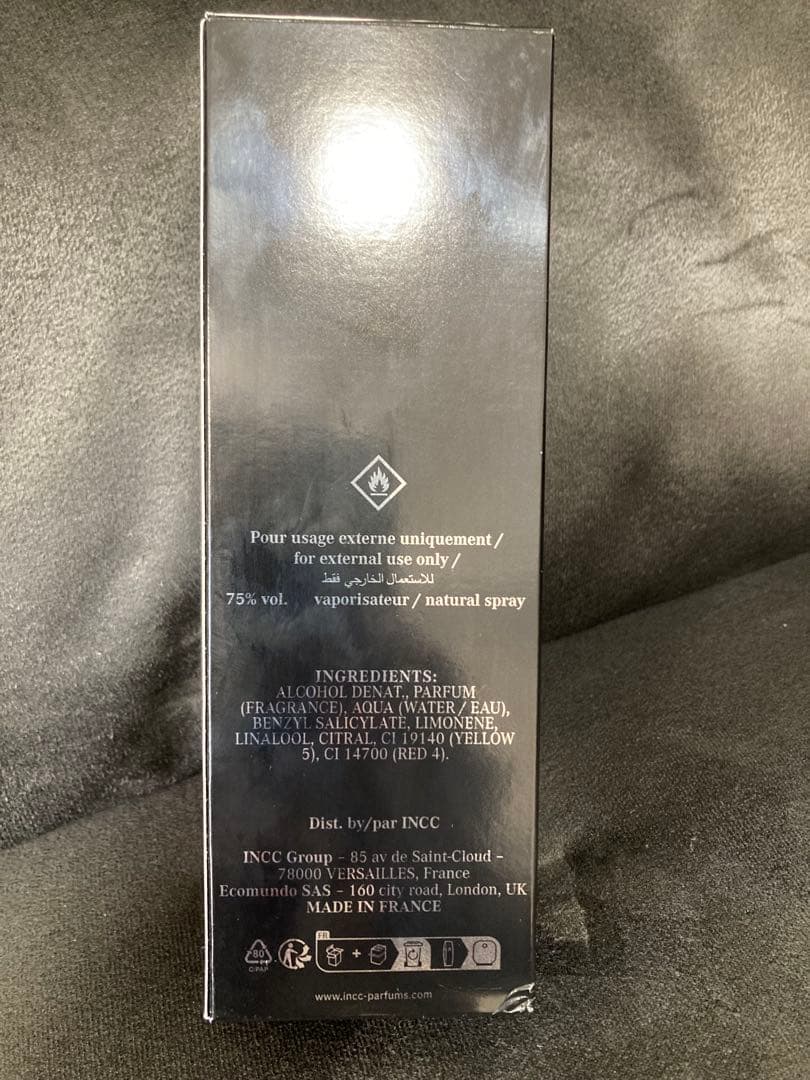 Pour usage externe uniquement /
for external use only /
للاستعمال الخارجي فقط
75% vol. vaporisateur / natural spray
INGREDIENTS:
ALCOHOL DENAT., PARFUM
(FRAGRANCE), AQUA (WATER / EAU),
BENZYL SALICYLATE, LIMONENE,
LINALOOL, CITRAL, CI 19140 (YELLOW
5), CI 14700 (RED 4).
Dist. by/par INCC
INCC Group – 85 av de Saint-Cloud –
78000 VERSAILLES, France
Ecomundo SAS – 160 city road, London, UK
MADE IN FRANCE
FR
80
C/PAP
+
www.incc-parfums.com